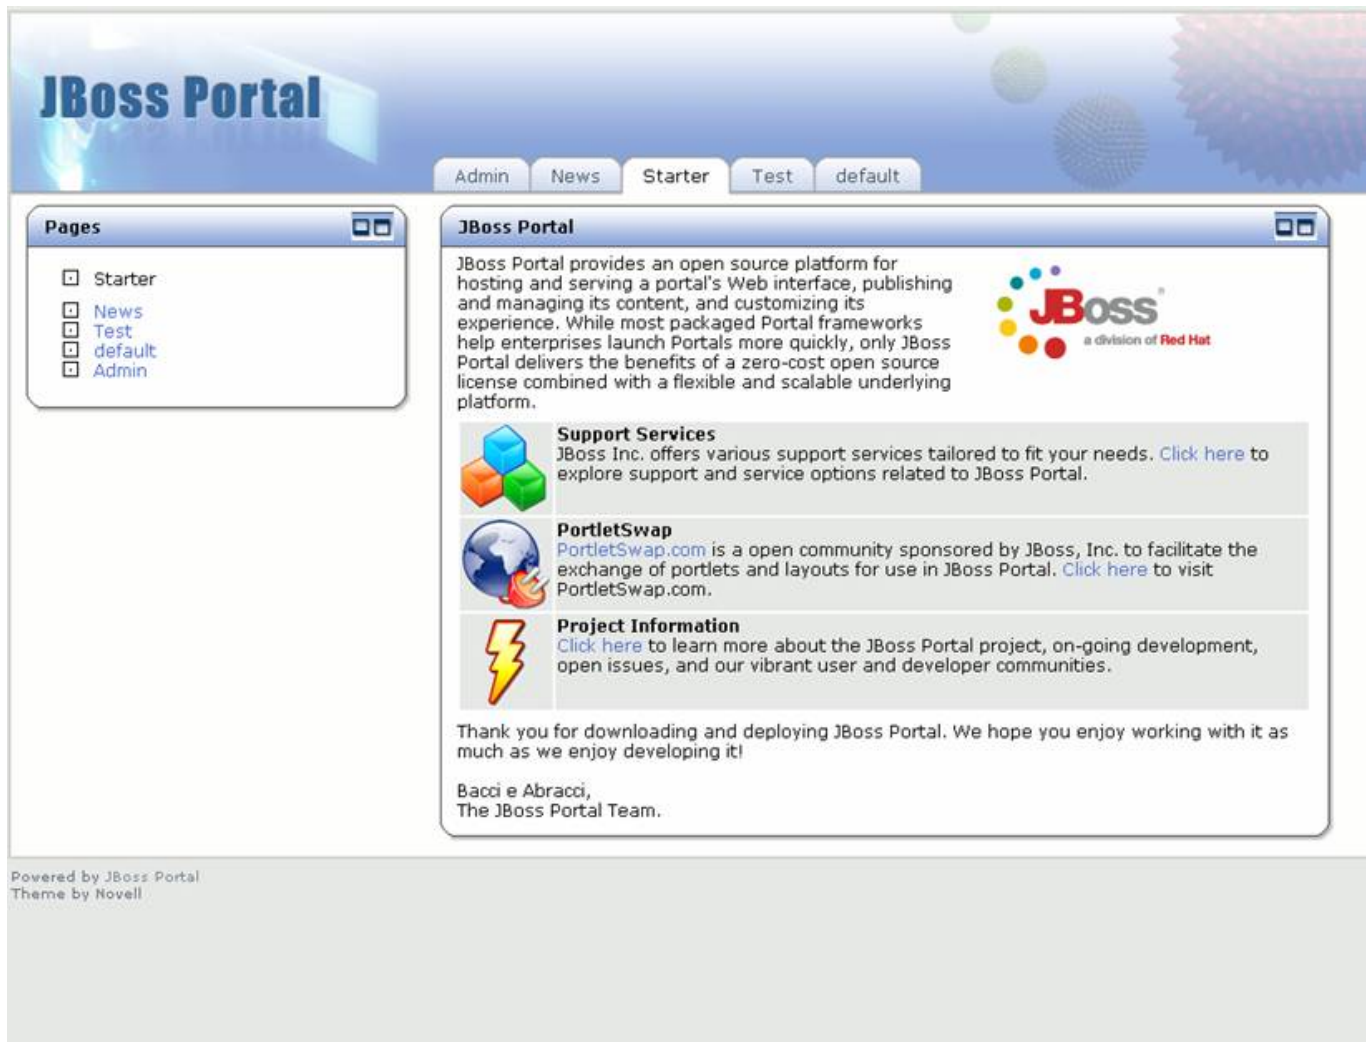 JBoss Portal
Admin
News
Starter
Test
default
Pages
Starter
News
Test
default
Admin
JBoss Portal
JBoss Portal provides an open source platform for
hosting and serving a portal's Web interface, publishing
and managing its content, and customizing its
experience. While most packaged Portal frameworks
help enterprises launch Portals more quickly, only JBoss
Portal delivers the benefits of a zero-cost open source
license combined with a flexible and scalable underlying
platform.
JBoss®
a division of Red Hat
Support Services
JBoss Inc. offers various support services tailored to fit your needs. Click here to
explore support and service options related to JBoss Portal.
PortletSwap
PortletSwap.com is a open community sponsored by JBoss, Inc. to facilitate the
exchange of portlets and layouts for use in JBoss Portal. Click here to visit
PortletSwap.com.
Project Information
Click here to learn more about the JBoss Portal project, on-going development,
open issues, and our vibrant user and developer communities.
Thank you for downloading and deploying JBoss Portal. We hope you enjoy working with it as
much as we enjoy developing it!
Bacci e Abracci,
The JBoss Portal Team.
Powered by JBoss Portal
Theme by Novell